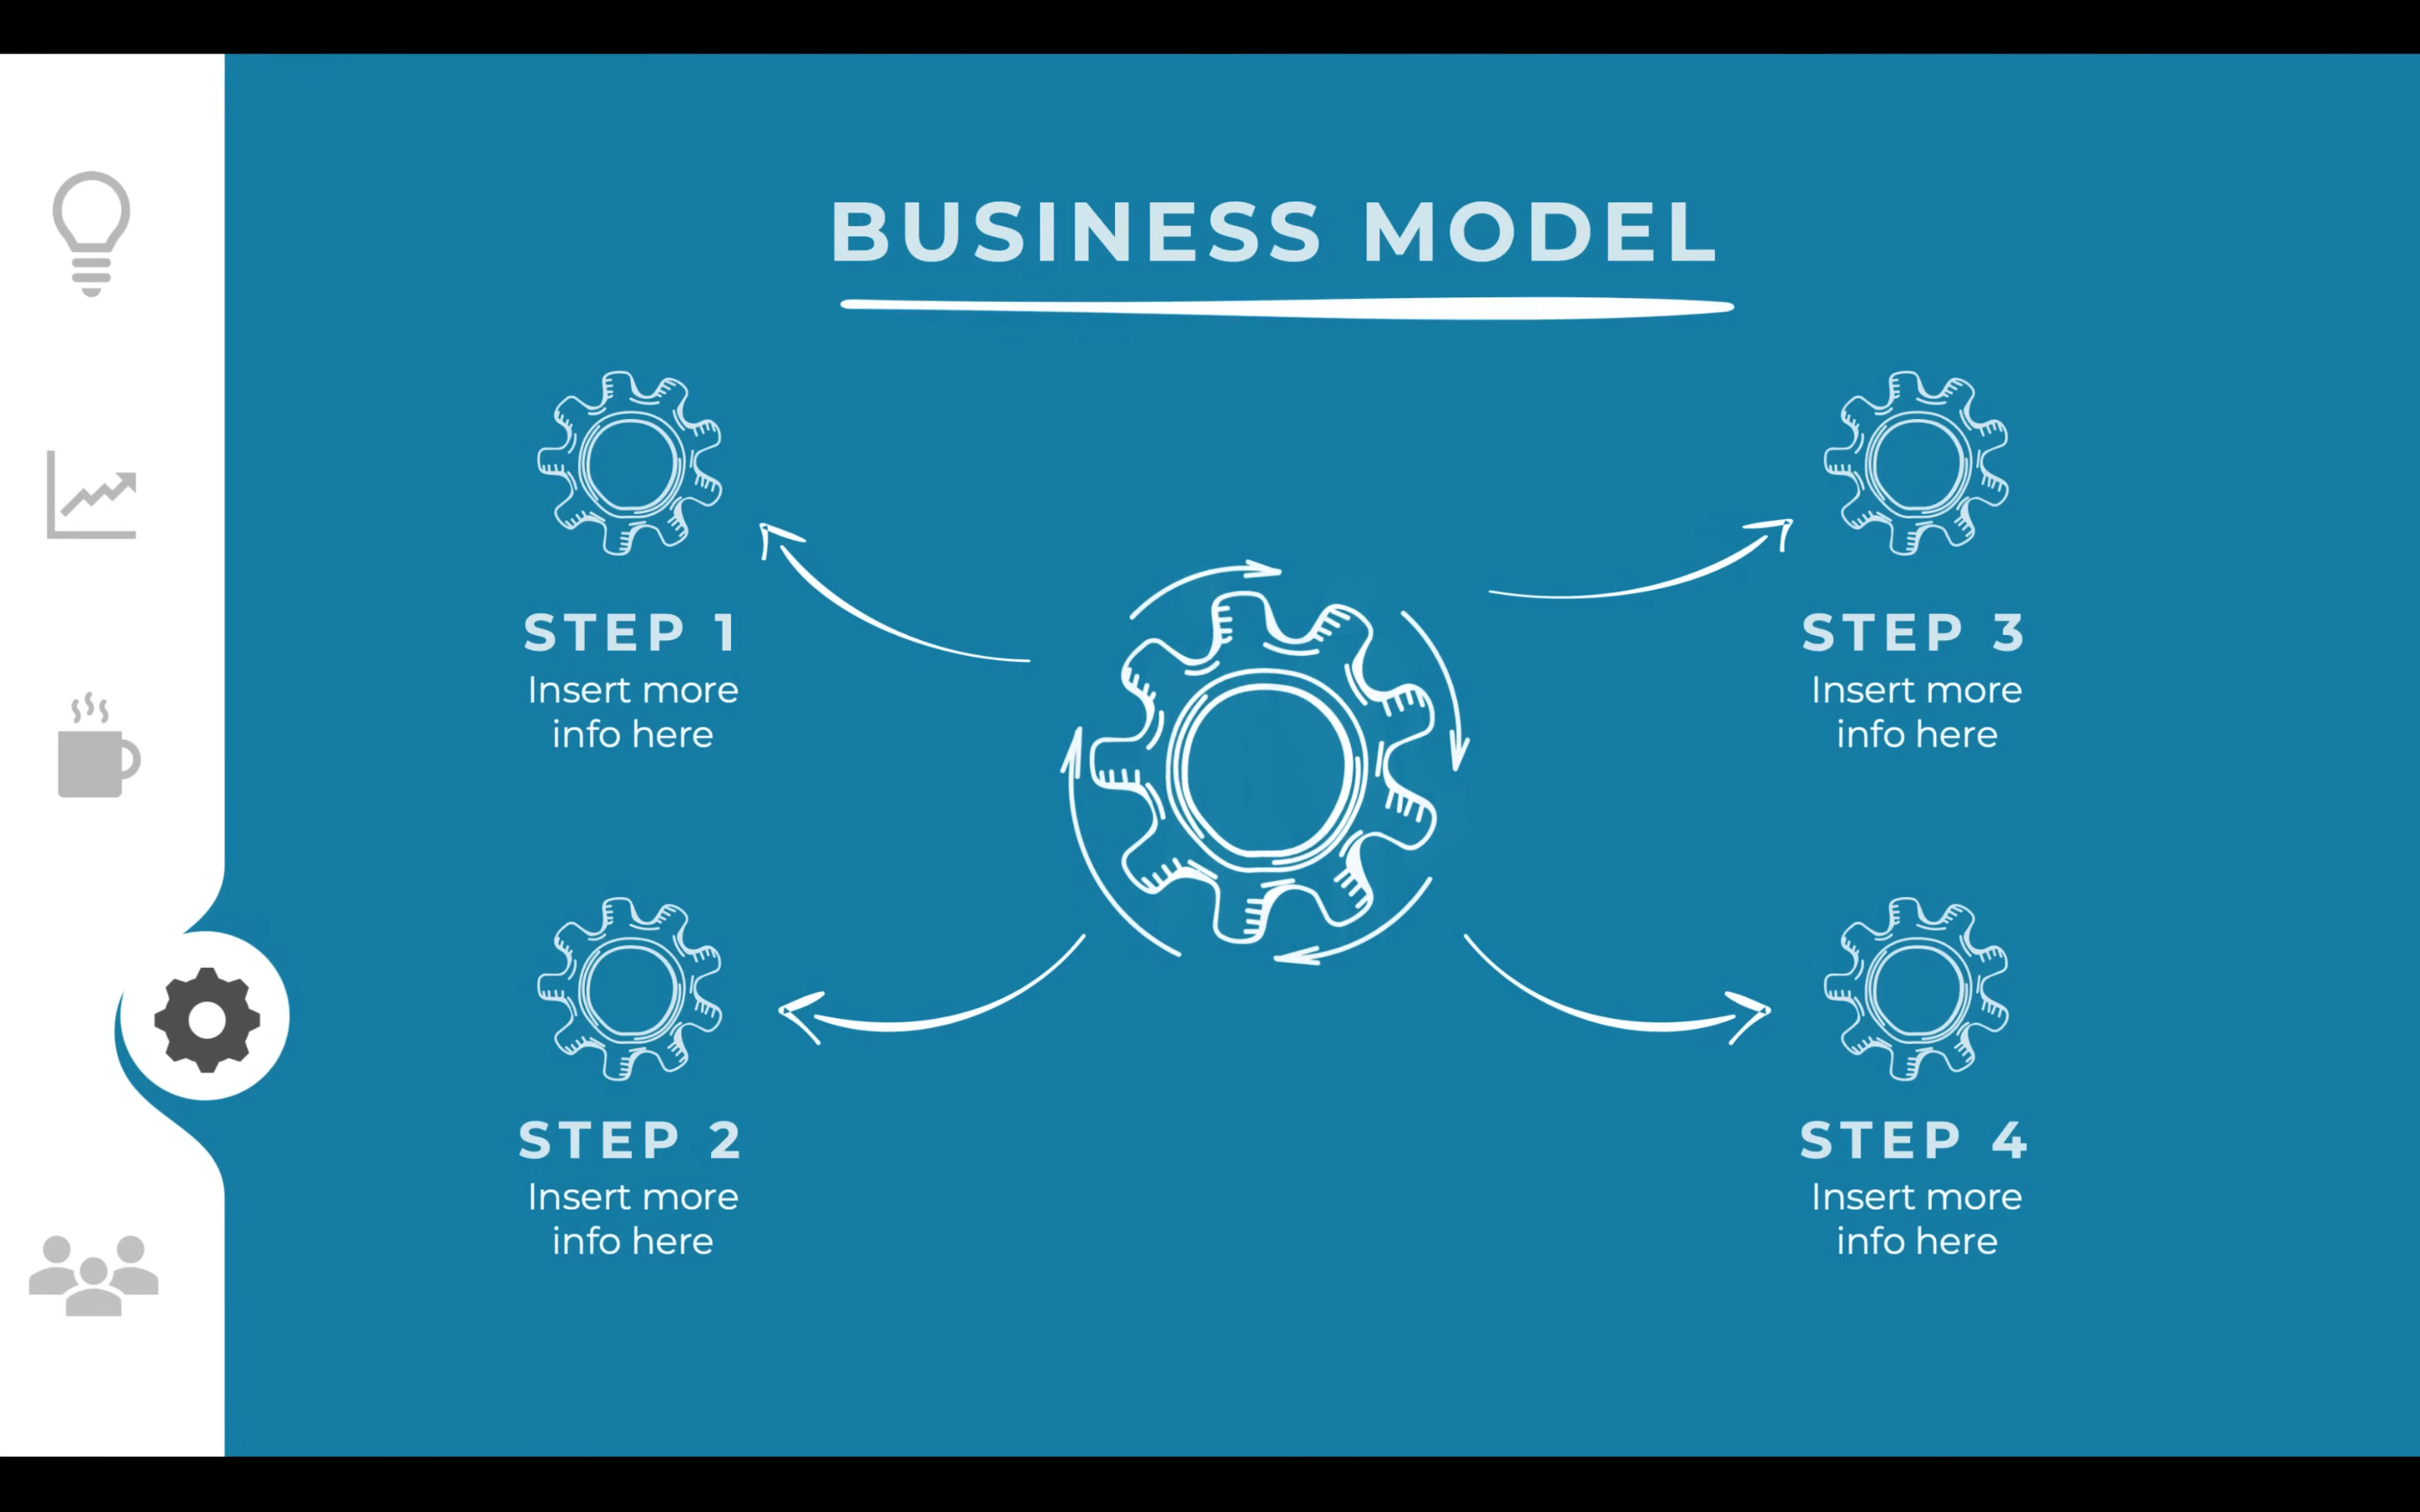 BUSINESS MODEL
STEP 1
Insert more
info here
STEP 2
Insert more
info here
STEP 3
Insert more
info here
STEP 4
Insert more
info here